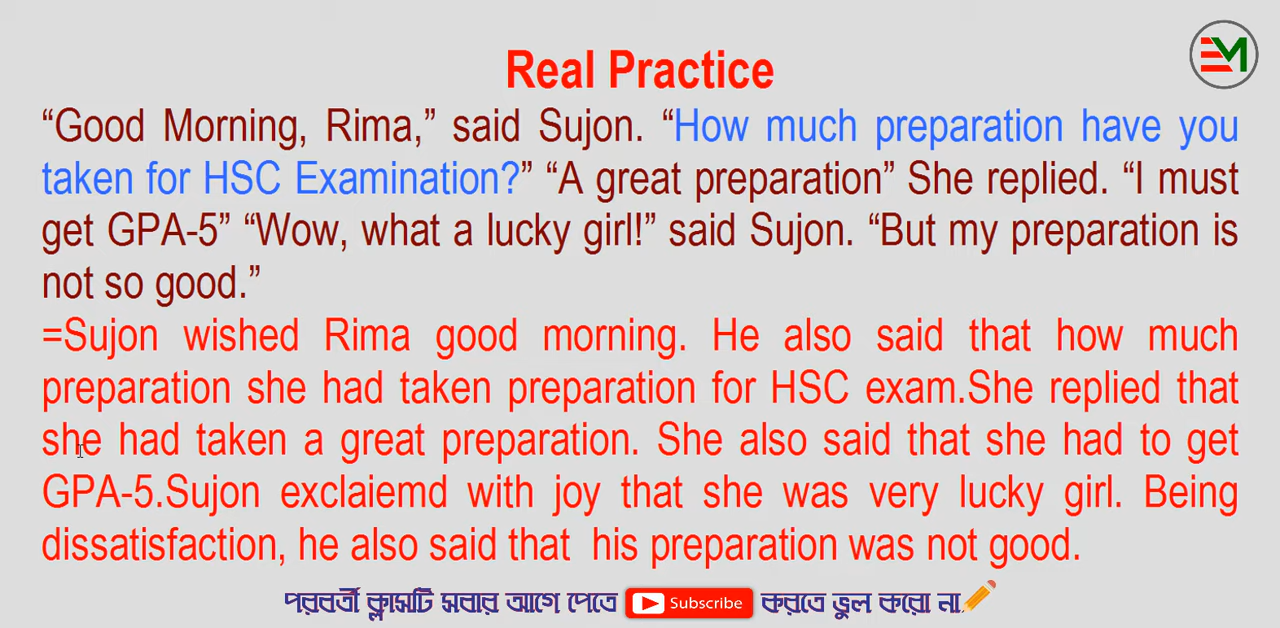 EM
Real Practice
“Good Morning, Rima,” said Sujon. “How much preparation have you
taken for HSC Examination?” “A great preparation” She replied. “I must
get GPA-5” “Wow, what a lucky girl!” said Sujon. “But my preparation is
not so good.”
=Sujon wished Rima good morning. He also said that how much
preparation she had taken preparation for HSC exam.She replied that
she had taken a great preparation. She also said that she had to get
GPA-5.Sujon exclaiemd with joy that she was very lucky girl. Being
dissatisfaction, he also said that his preparation was not good.
পরবর্তী ক্লাসটি সবার আগে পেতে Subscribe করতে ভুল করো না